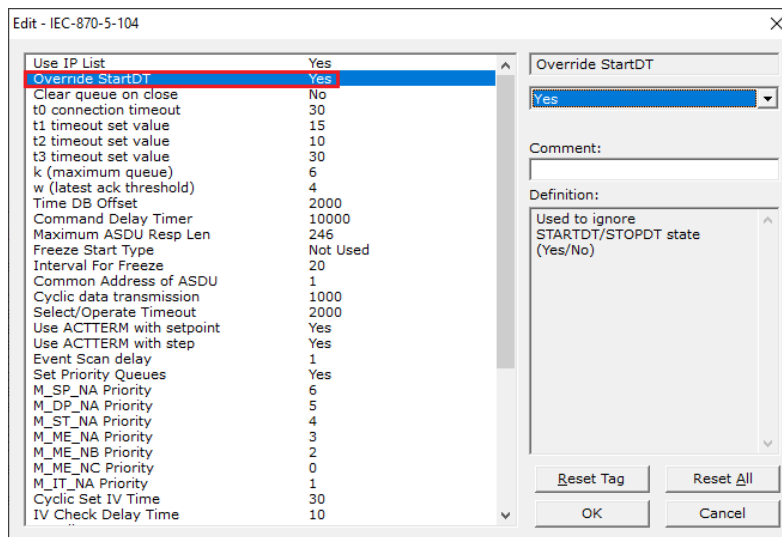 Edit - IEC-870-5-104
Use IP List Yes
Override StartDT Yes
Clear queue on close No
t0 connection timeout 30
t1 timeout set value 15
t2 timeout set value 10
t3 timeout set value 30
k (maximum queue) 6
w (latest ack threshold) 4
Time DB Offset 2000
Command Delay Timer 10000
Maximum ASDU Resp Len 246
Freeze Start Type Not Used
Interval For Freeze 20
Common Address of ASDU 1
Cyclic data transmission 1000
Select/Operate Timeout 2000
Use ACTTERM with setpoint Yes
Use ACTTERM with step Yes
Event Scan delay 1
Set Priority Queues Yes
M_SP_NA Priority 6
M_DP_NA Priority 5
M_ST_NA Priority 4
M_ME_NA Priority 3
M_ME_NB Priority 2
M_ME_NC Priority 0
M_IT_NA Priority 1
Cyclic Set IV Time 30
IV Check Delay Time 10
Override StartDT
Yes
Comment:
Definition:
Used to ignore
STARTDT/STOPDT state
(Yes/No)
Reset Tag
Reset All
OK
Cancel